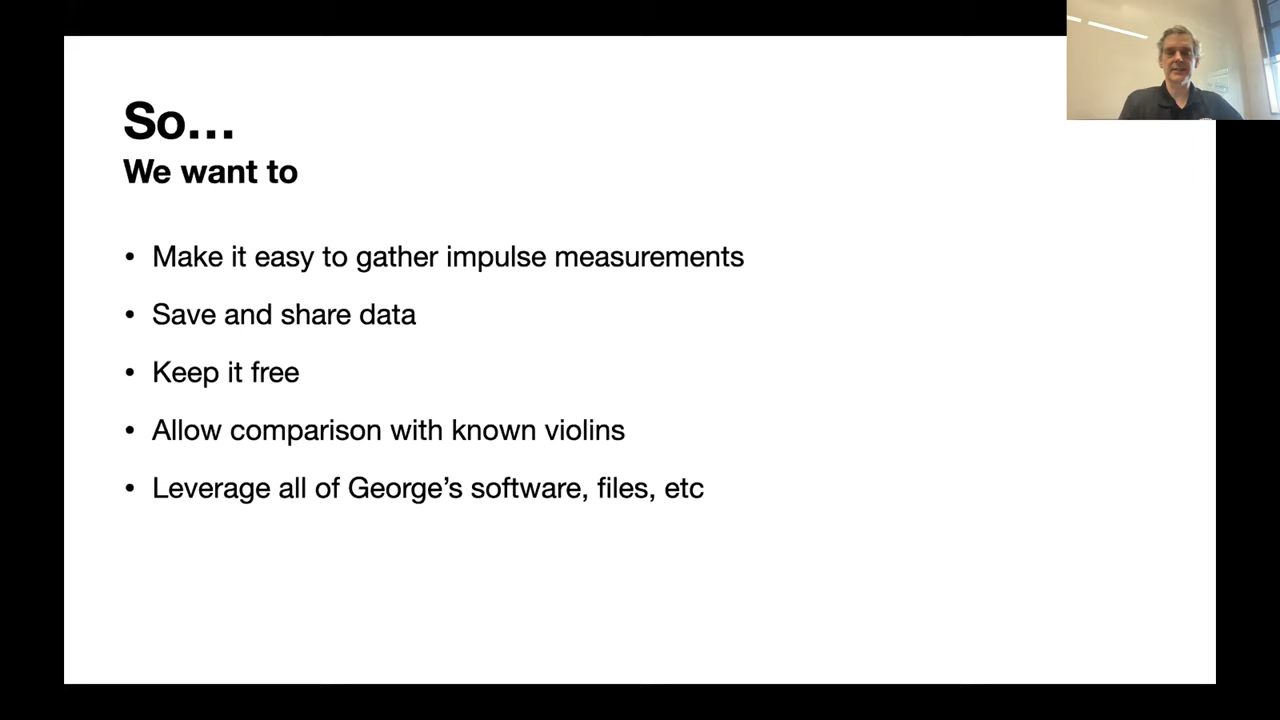 So…
We want to
• Make it easy to gather impulse measurements
• Save and share data
• Keep it free
• Allow comparison with known violins
• Leverage all of George’s software, files, etc